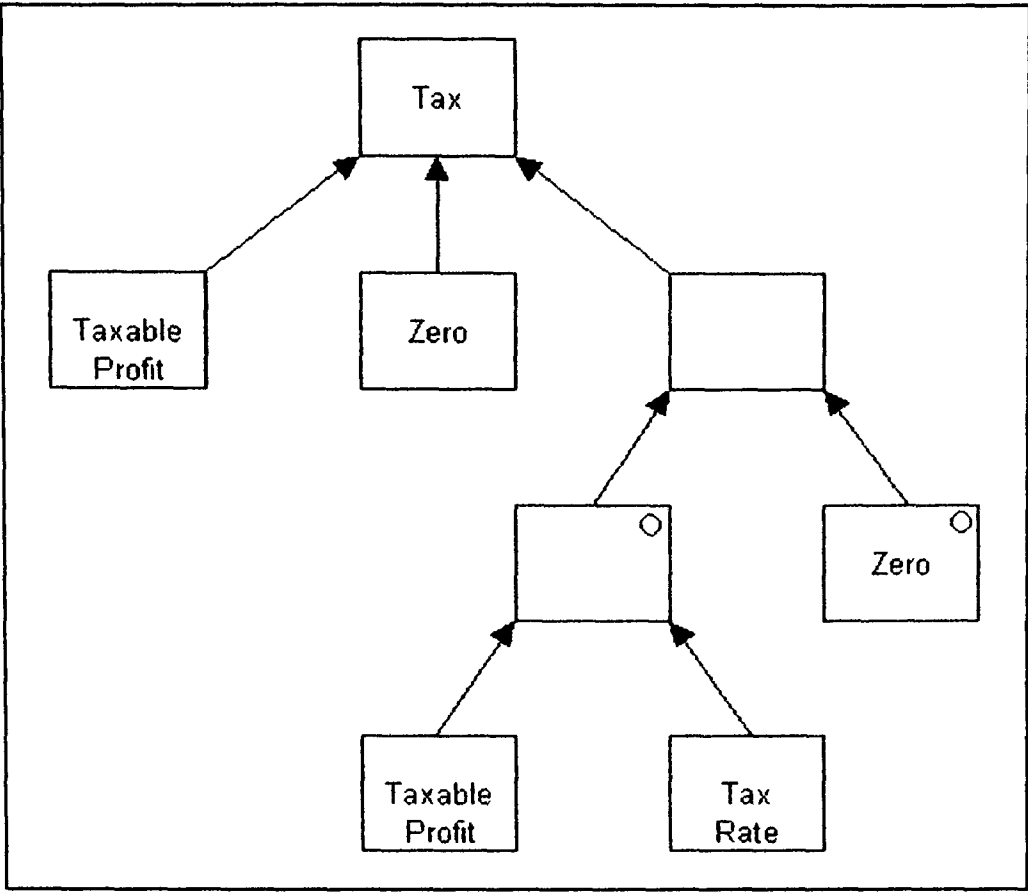 Tax
Taxable
Profit
Zero
Zero
Taxable
Profit
Tax
Rate